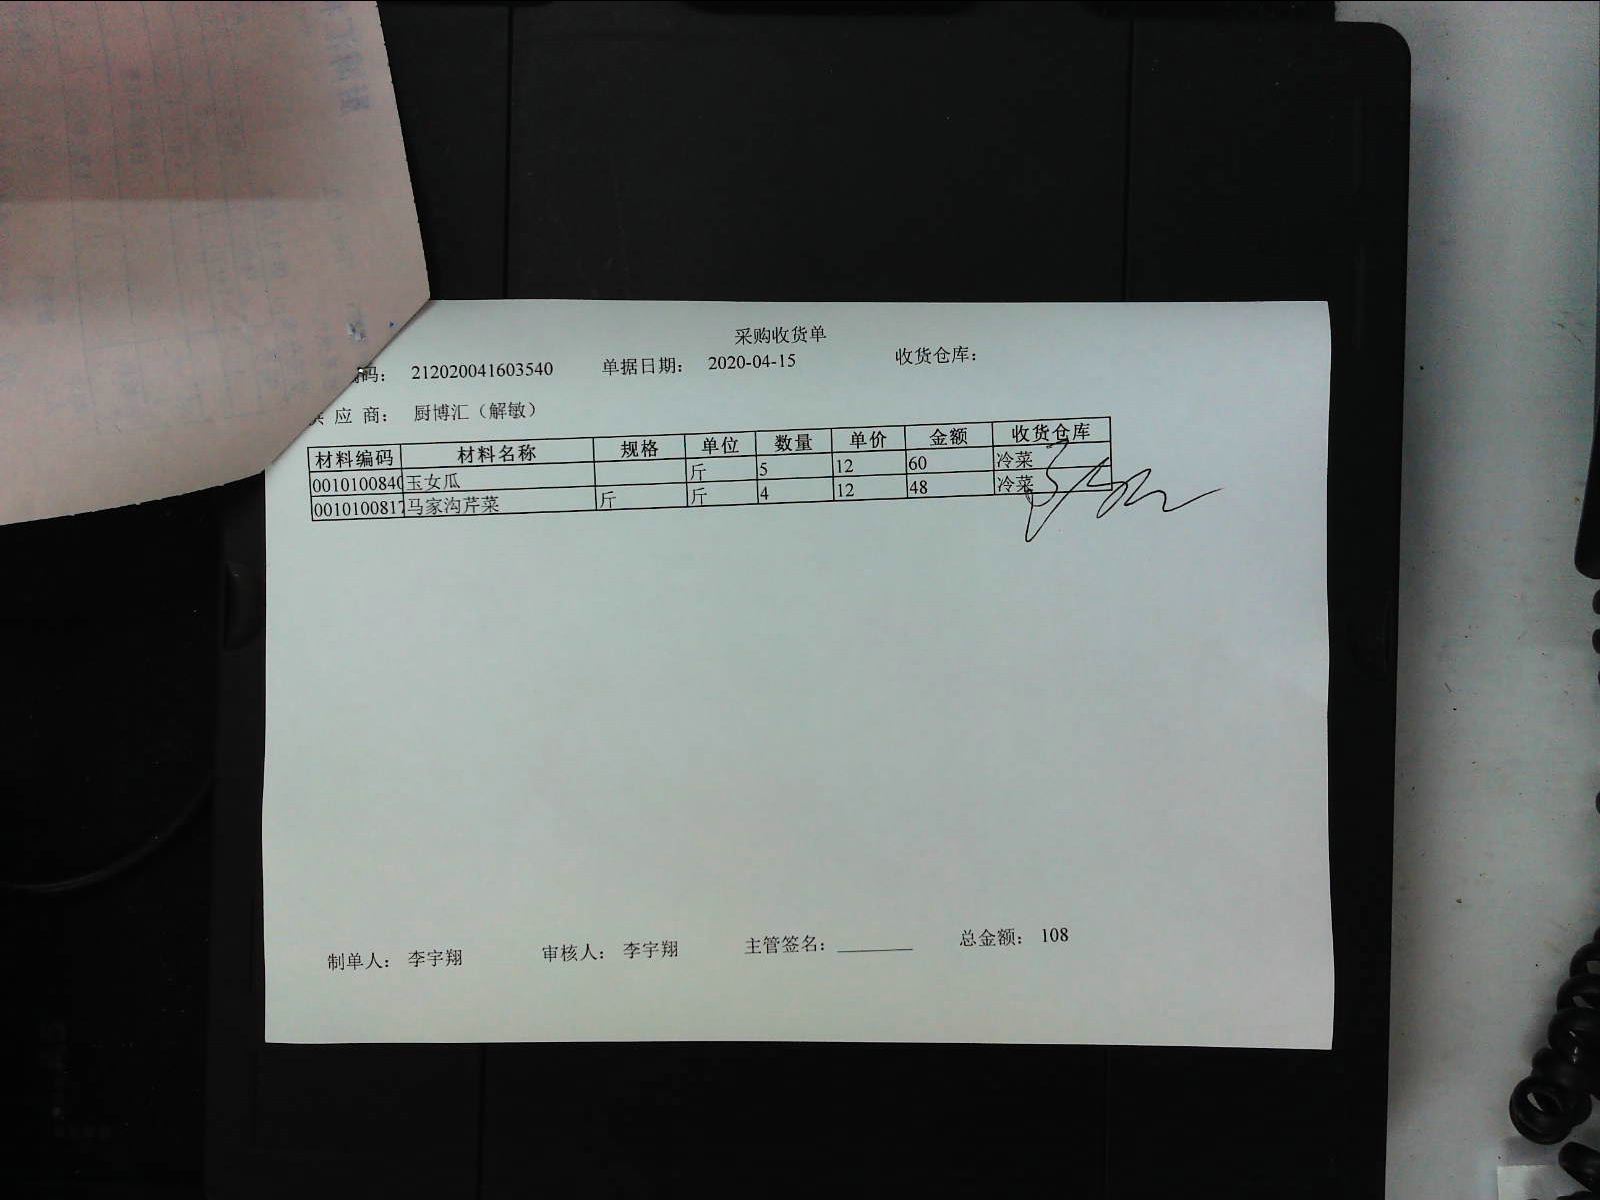 采购收货单
码： 212020041603540 单据日期： 2020-04-15 收货仓库：
应 商： 厨博汇（解敏）
材料编码 材料名称 规格 单位 数量 单价 金额 收货仓库
0010100840 玉女瓜 斤 5 12 60 冷菜
0010100817 马家沟芹菜 斤 斤 4 12 48 冷菜
制单人： 李宇翔 审核人： 李宇翔 主管签名： 总金额： 108